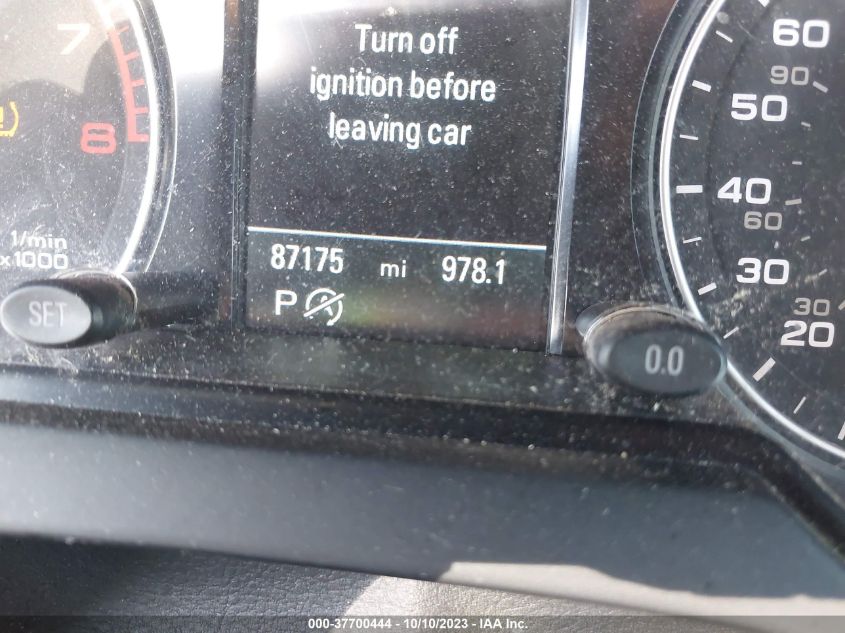 Turn off
ignition before
leaving car
87175 mi 978.1
P A
7
8
1/min
x1000
SET
60
90
50
40
60
30
30
20
0.0
000-37700444 - 10/10/2023 - IAA Inc.